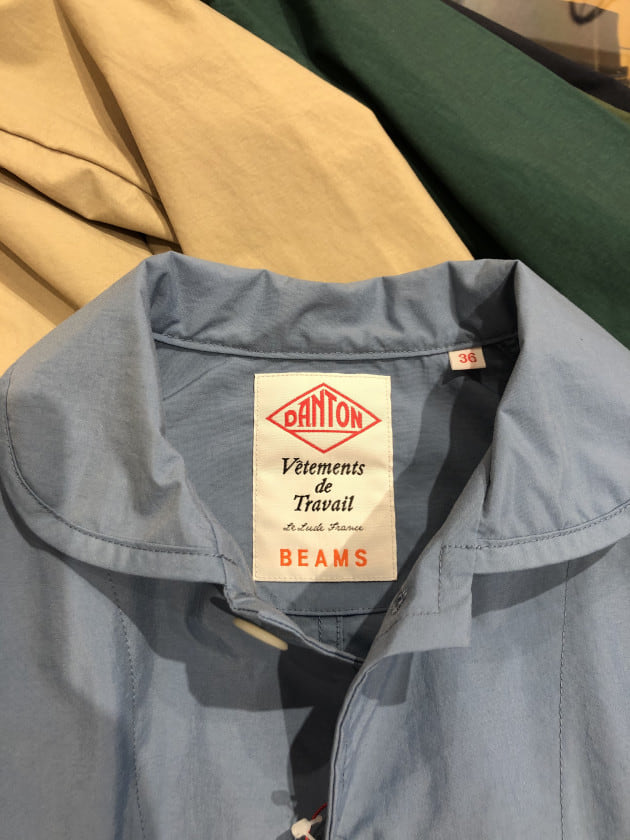 36
DANTON
Vêtements
de
Travail
Le Lude France
BEAMS